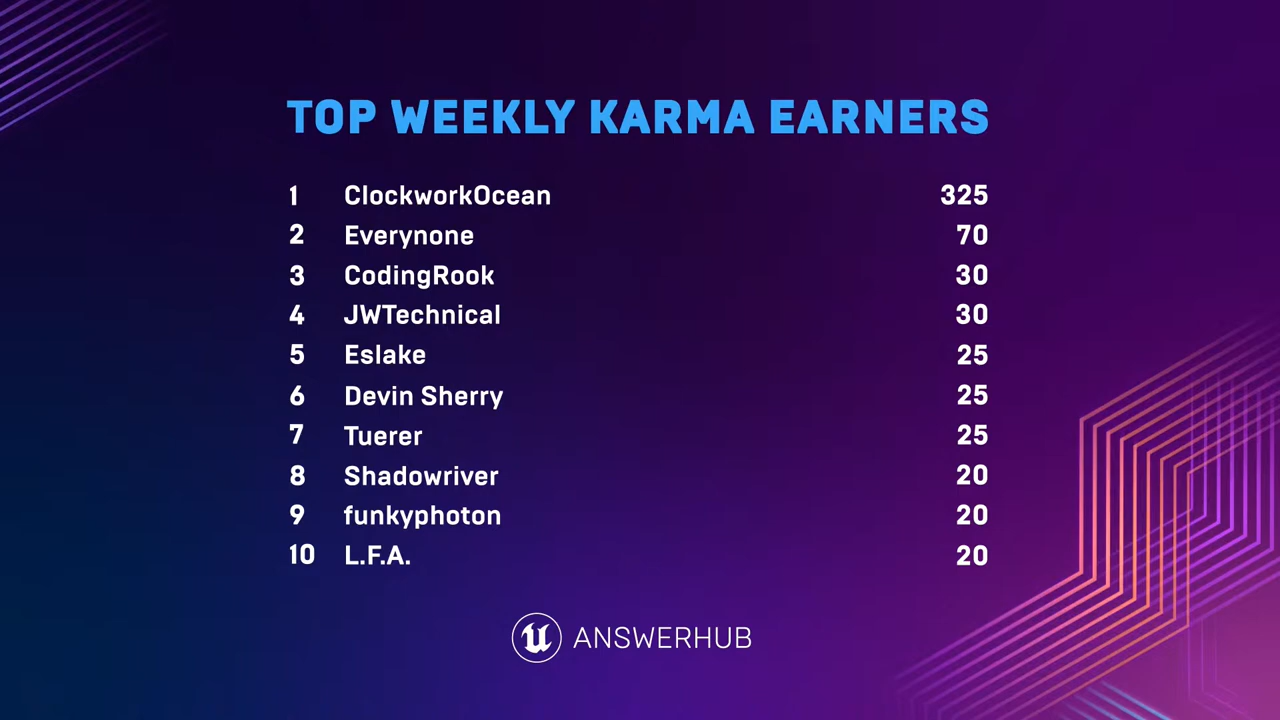 TOP WEEKLY KARMA EARNERS
1 ClockworkOcean 325
2 Everynone 70
3 CodingRook 30
4 JWTechnical 30
5 Eslake 25
6 Devin Sherry 25
7 Tuerer 25
8 Shadowriver 20
9 funkyphoton 20
10 L.F.A. 20
ANSWERHUB